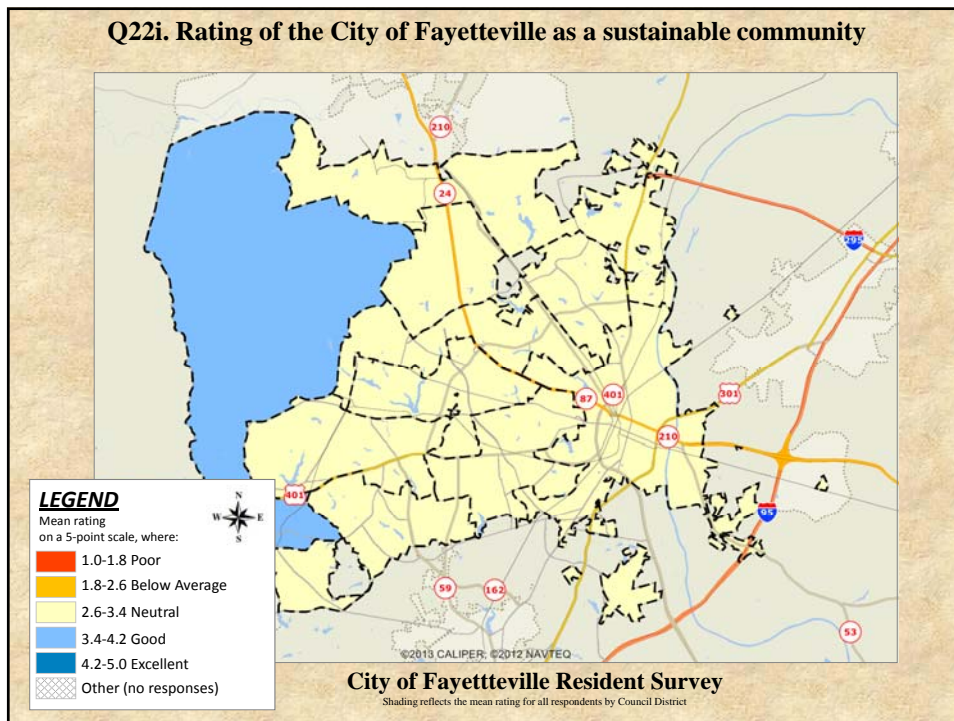 Q22i. Rating of the City of Fayetteville as a sustainable community
210
24
295
301
87
401
210
401
95
59
162
53
LEGEND
Mean rating
on a 5-point scale, where:
1.0-1.8 Poor
1.8-2.6 Below Average
2.6-3.4 Neutral
3.4-4.2 Good
4.2-5.0 Excellent
Other (no responses)
N
W E
S
©2013 CALIPER; ©2012 NAVTEQ
City of Fayettteville Resident Survey
Shading reflects the mean rating for all respondents by Council District